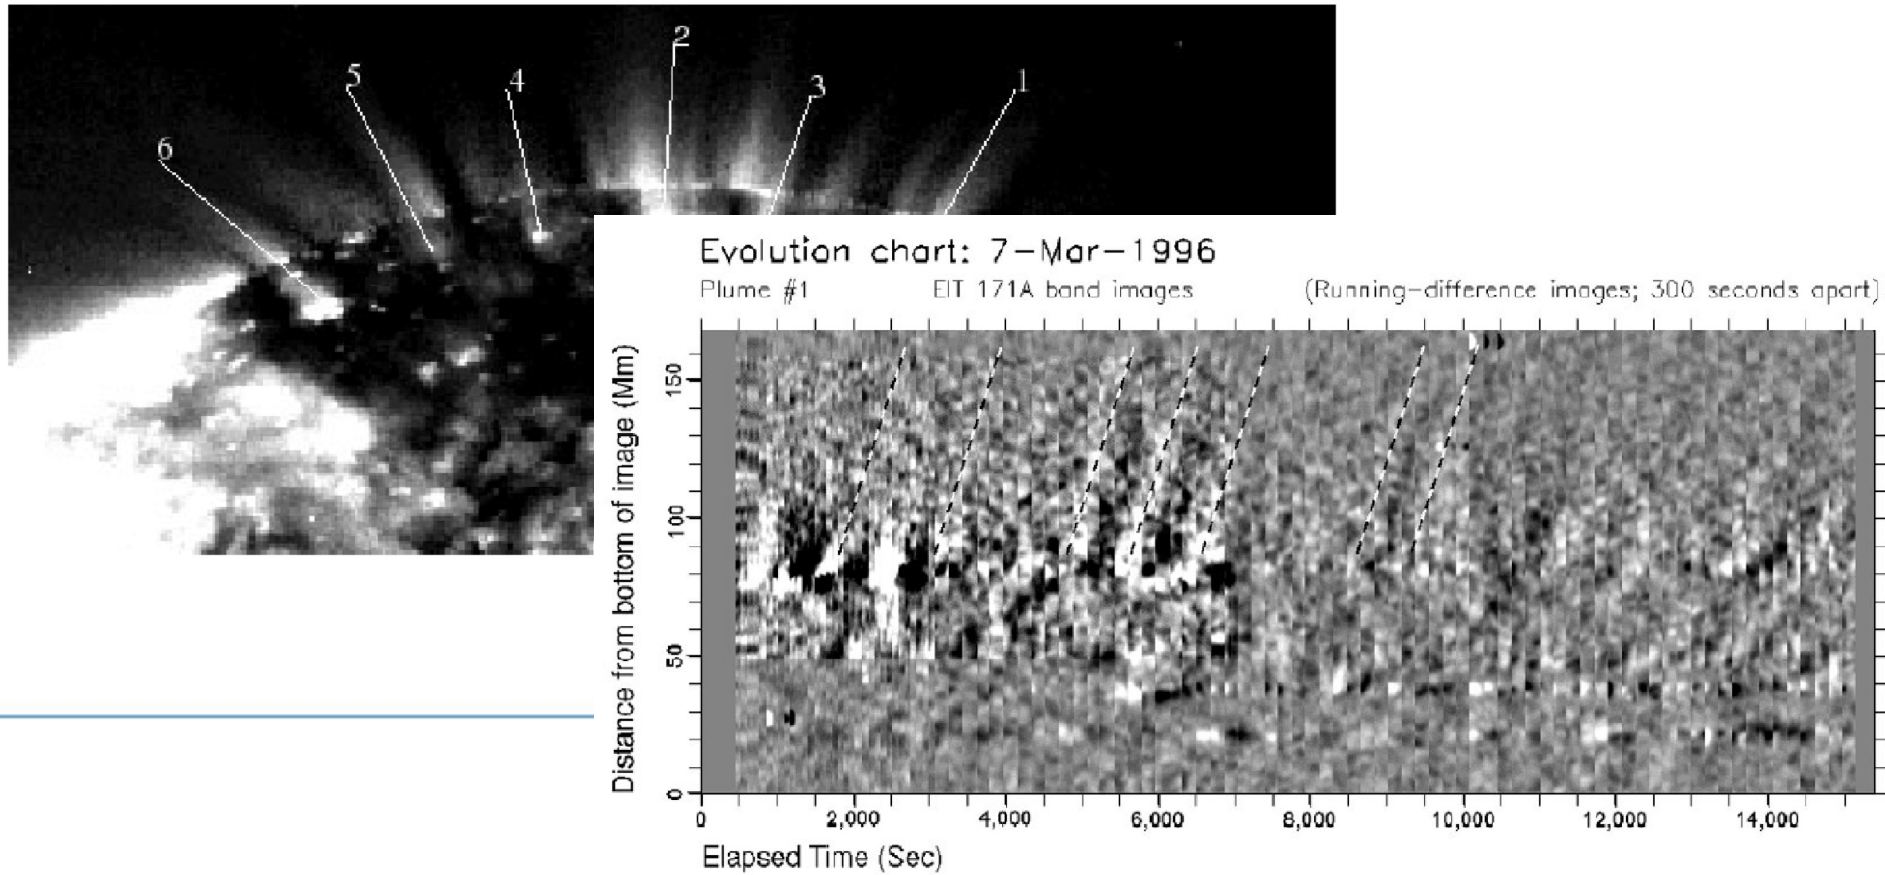 2
5
4
3
1
6
Evolution chart: 7-Mar-1996
Plume #1 EIT 171A band images (Running-difference images; 300 seconds apart)
Distance from bottom of image (Mm)
150
100
50
0
0 2,000 4,000 6,000 8,000 10,000 12,000 14,000
Elapsed Time (Sec)